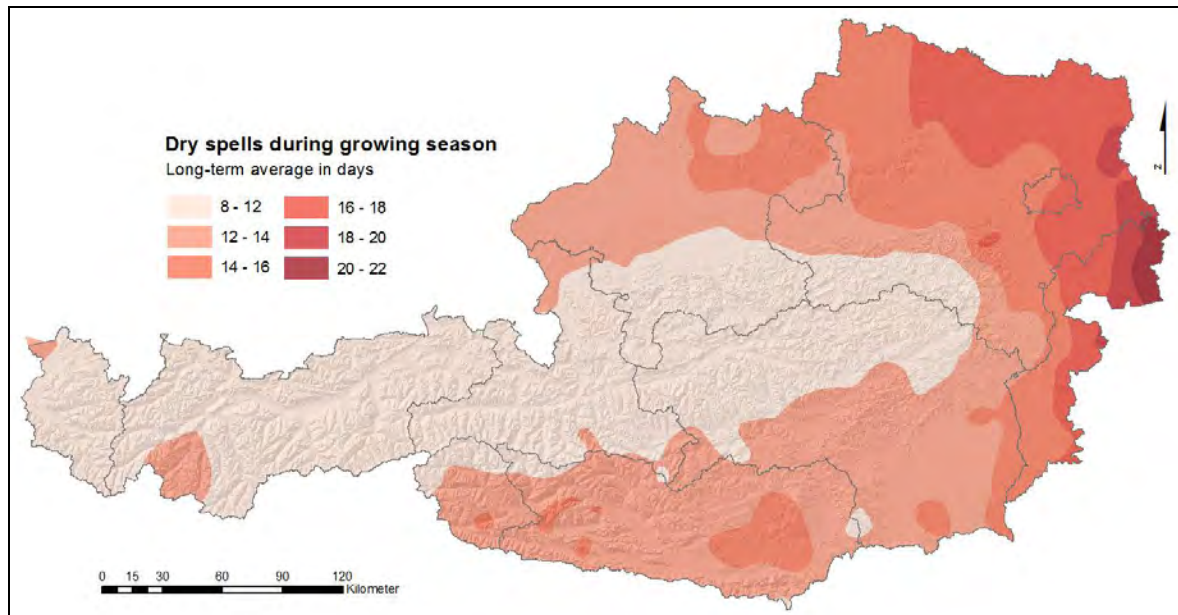 Dry spells during growing season
Long-term average in days
8 - 12
16 - 18
12 - 14
18 - 20
14 - 16
20 - 22
N
0 15 30 60 90 120
Kilometer